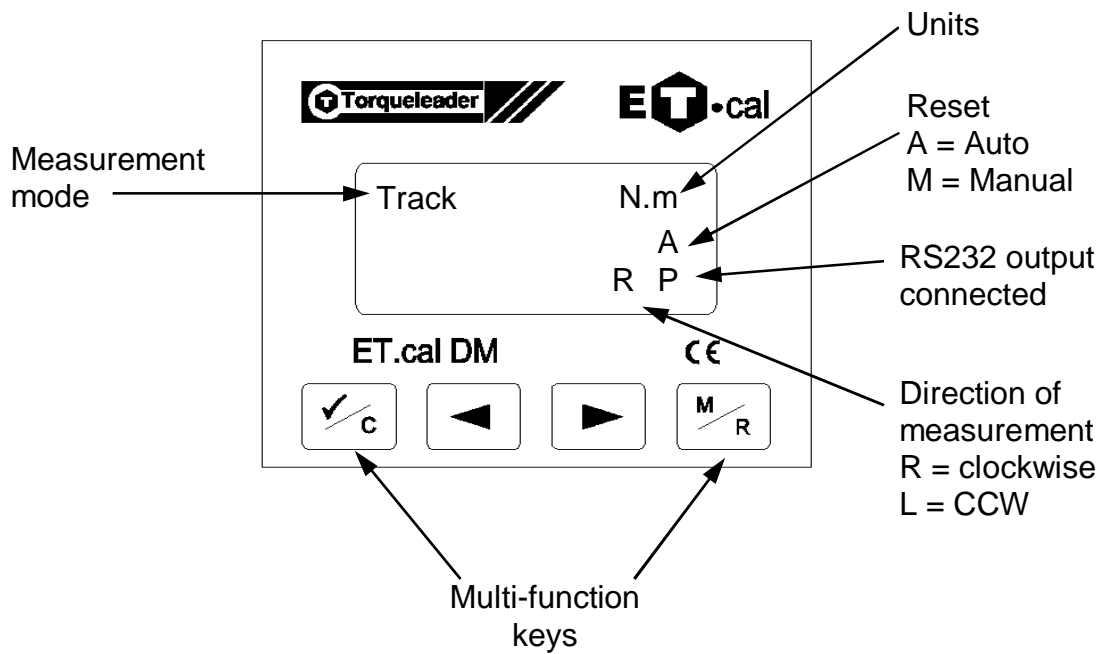 Units
Torqueleader
ET•cal
Reset
A = Auto
M = Manual
Measurement
mode
Track
N.m
A
R P
RS232 output
connected
ET.cal DM
CE
✓/C
◄
►
M/R
Direction of
measurement
R = clockwise
L = CCW
Multi-function
keys